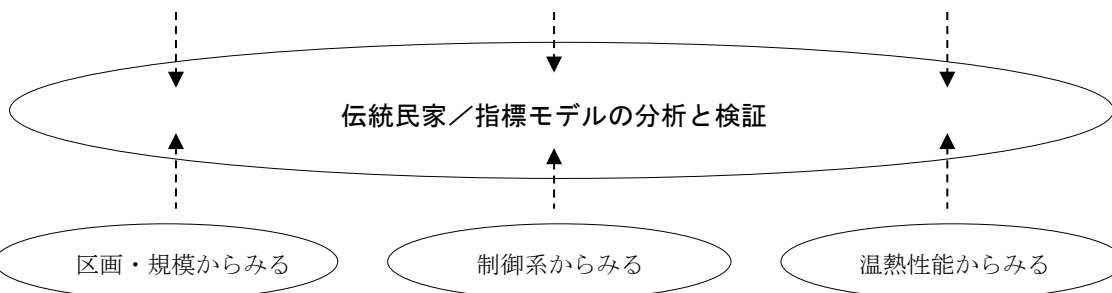 伝統民家／指標モデルの分析と検証
区画・規模からみる
制御系からみる
温熱性能からみる